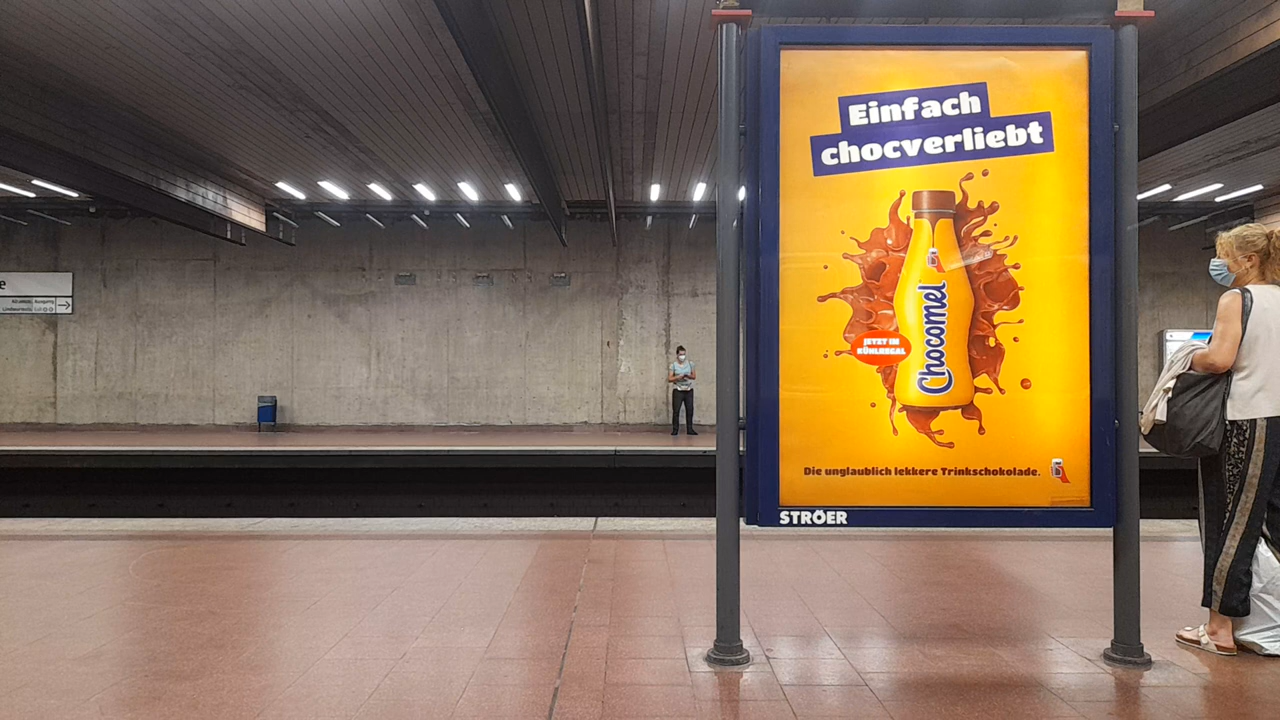 e
Einfach
chocverliebt
Chocomel
JETZT IM
KÜHLREGAL
Die unglaublich lekkere Trinkschokolade.
STRÖER